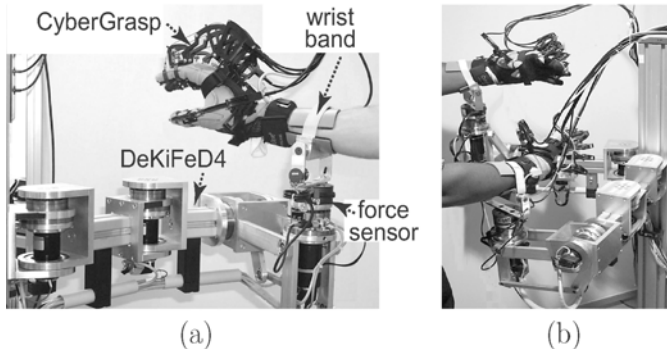 CyberGrasp
wrist
band
DeKiFeD4
force
sensor
(a)
(b)